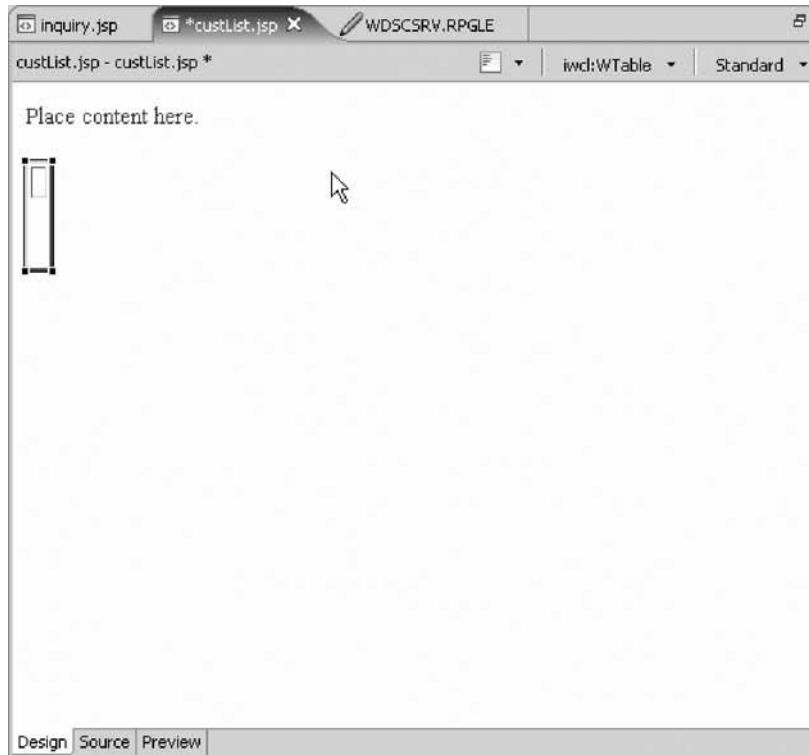 inquiry.jsp *custList.jsp WDSCSRV.RPGLE
custList.jsp - custList.jsp * iwcl:WTable Standard
Place content here.
Design Source Preview